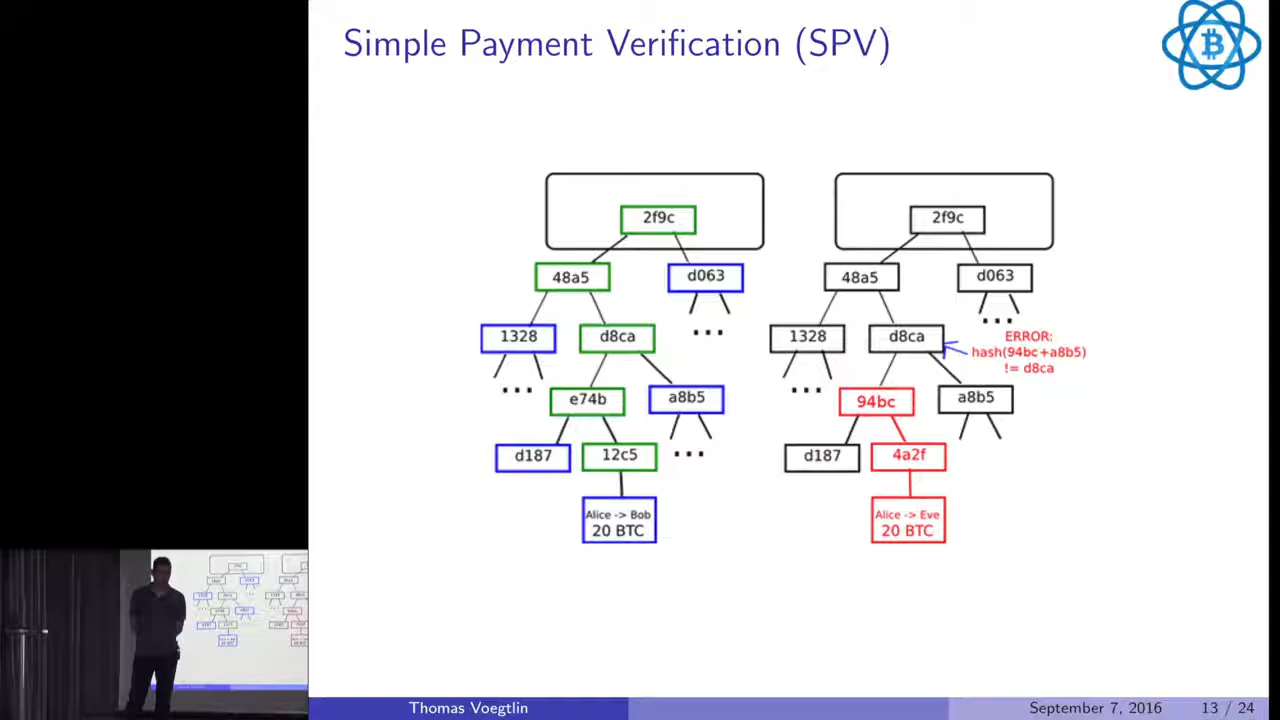 Simple Payment Verification (SPV)
2f9c
48a5
d063
1328
d8ca
...
...
e74b
a8b5
d187
12c5
...
Alice -> Bob
20 BTC
2f9c
48a5
d063
...
1328
d8ca
ERROR:
hash(94bc+a8b5)
!= d8ca
...
94bc
a8b5
d187
4a2f
Alice -> Eve
20 BTC
Thomas Voegtlin
September 7, 2016
13 / 24